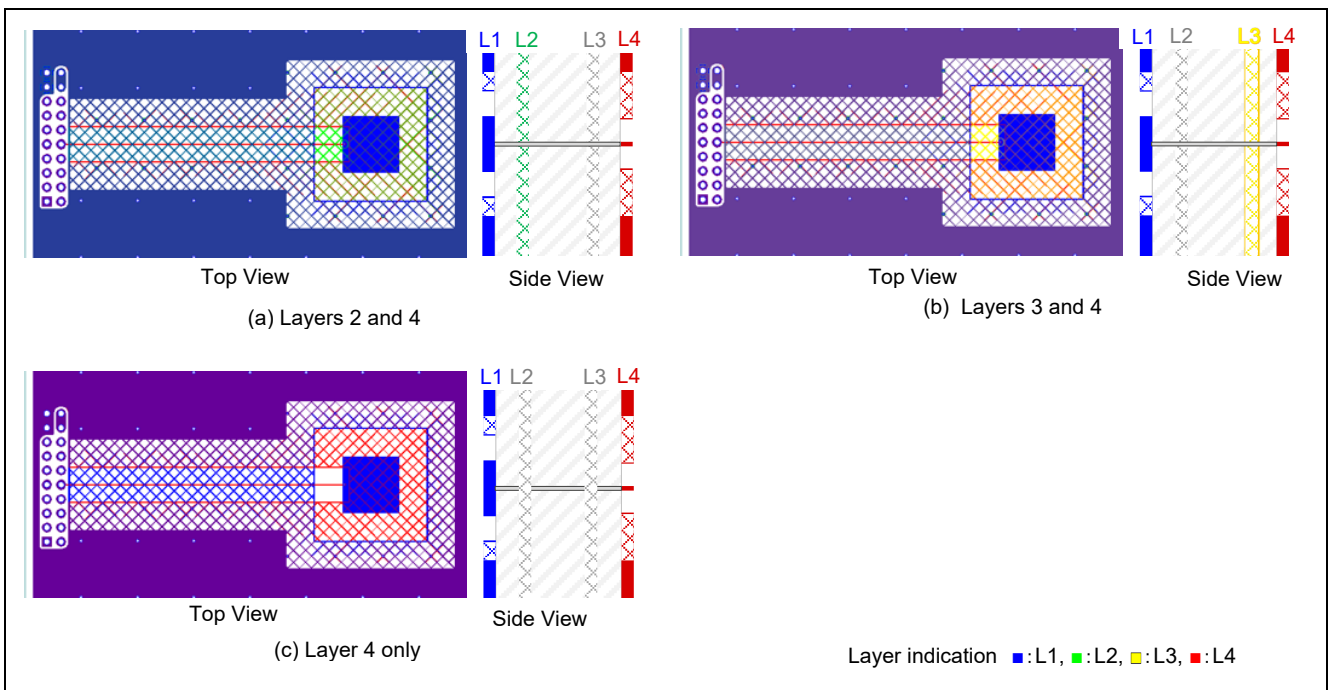 L1 L2 L3 L4
Top View
Side View
(a) Layers 2 and 4
L1 L2 L3 L4
Top View
Side View
(b) Layers 3 and 4
L1 L2 L3 L4
Top View
Side View
(c) Layer 4 only
Layer indication ■:L1, ■:L2, ■:L3, ■:L4